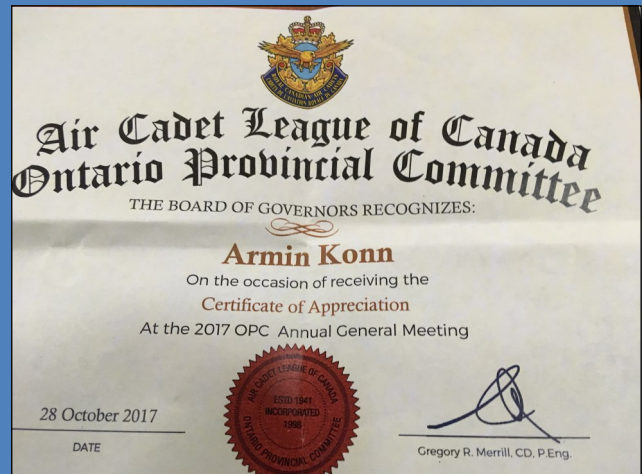 Air Cadet League of Canada
Ontario Provincial Committee
THE BOARD OF GOVERNORS RECOGNIZES:
Armin Konn
On the occasion of receiving the
Certificate of Appreciation
At the 2017 OPC Annual General Meeting
AIR CADET LEAGUE OF CANADA
ESTD 1941
INCORPORATED
1998
ONTARIO PROVINCIAL COMMITTEE
28 October 2017
DATE
Gregory R. Merrill, CD, P.Eng.